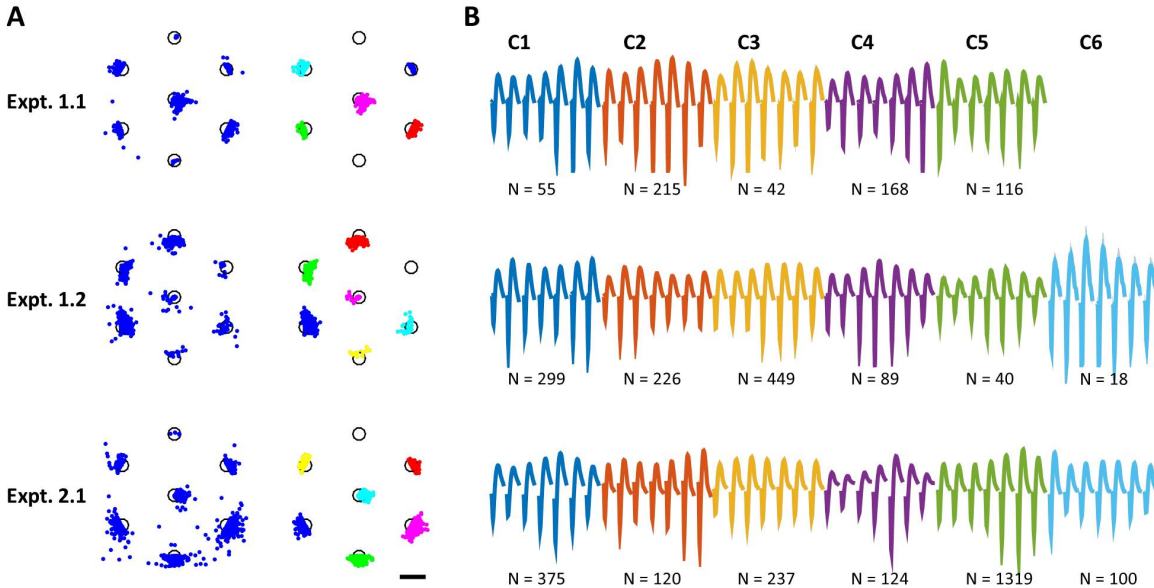 A
B
C1 C2 C3 C4 C5 C6
Expt. 1.1
N = 55 N = 215 N = 42 N = 168 N = 116
Expt. 1.2
N = 299 N = 226 N = 449 N = 89 N = 40 N = 18
Expt. 2.1
N = 375 N = 120 N = 237 N = 124 N = 1319 N = 100